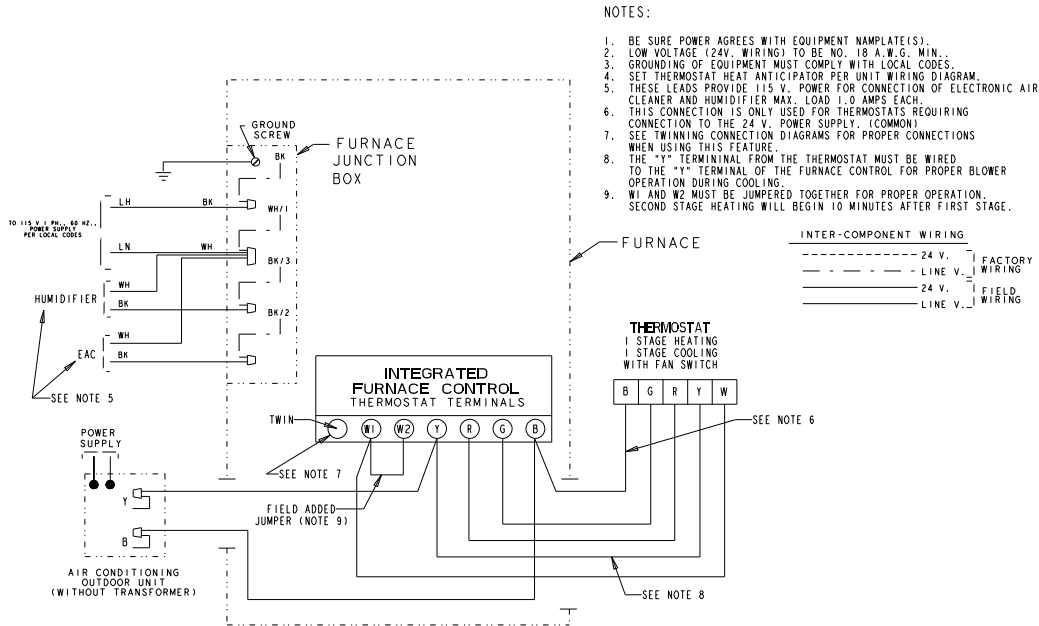 NOTES:
1. BE SURE POWER AGREES WITH EQUIPMENT NAMPLATE(S).
2. LOW VOLTAGE (24V. WIRING) TO BE NO. 18 A.W.G. MIN..
3. GROUNDING OF EQUIPMENT MUST COMPLY WITH LOCAL CODES.
4. SET THERMOSTAT HEAT ANTICIPATOR PER UNIT WIRING DIAGRAM.
5. THESE LEADS PROVIDE 115 V. POWER FOR CONNECTION OF ELECTRONIC AIR
CLEANER AND HUMIDIFIER MAX. LOAD 1.0 AMPS EACH.
6. THIS CONNECTION IS ONLY USED FOR THERMOSTATS REQUIRING
CONNECTION TO THE 24 V. POWER SUPPLY. (COMMON)
7. SEE TWINNING CONNECTION DIAGRAMS FOR PROPER CONNECTIONS
WHEN USING THIS FEATURE.
8. THE "Y" TERMININAL FROM THE THERMOSTAT MUST BE WIRED
TO THE "Y" TERMINAL OF THE FURNACE CONTROL FOR PROPER BLOWER
OPERATION DURING COOLING.
9. W1 AND W2 MUST BE JUMPERED TOGETHER FOR PROPER OPERATION.
SECOND STAGE HEATING WILL BEGIN 10 MINUTES AFTER FIRST STAGE.
GROUND
SCREW
BK
FURNACE
JUNCTION
BOX
LH
BK
WH/1
TO 115 V 1 PH., 60 HZ.,
POWER SUPPLY
PER LOCAL CODES
LN
WH
BK/3
WH
HUMIDIFIER
BK
BK/2
WH
EAC
BK
SEE NOTE 5
FURNACE
INTER-COMPONENT WIRING
24 V.
LINE V.
FACTORY
WIRING
24 V.
LINE V.
FIELD
WIRING
THERMOSTAT
1 STAGE HEATING
1 STAGE COOLING
WITH FAN SWITCH
B G R Y W
SEE NOTE 6
INTEGRATED
FURNACE CONTROL
THERMOSTAT TERMINALS
TWIN
W1 W2 Y R G B
SEE NOTE 7
FIELD ADDED
JUMPER (NOTE 9)
POWER
SUPPLY
Y
B
AIR CONDITIONING
OUTDOOR UNIT
(WITHOUT TRANSFORMER)
SEE NOTE 8